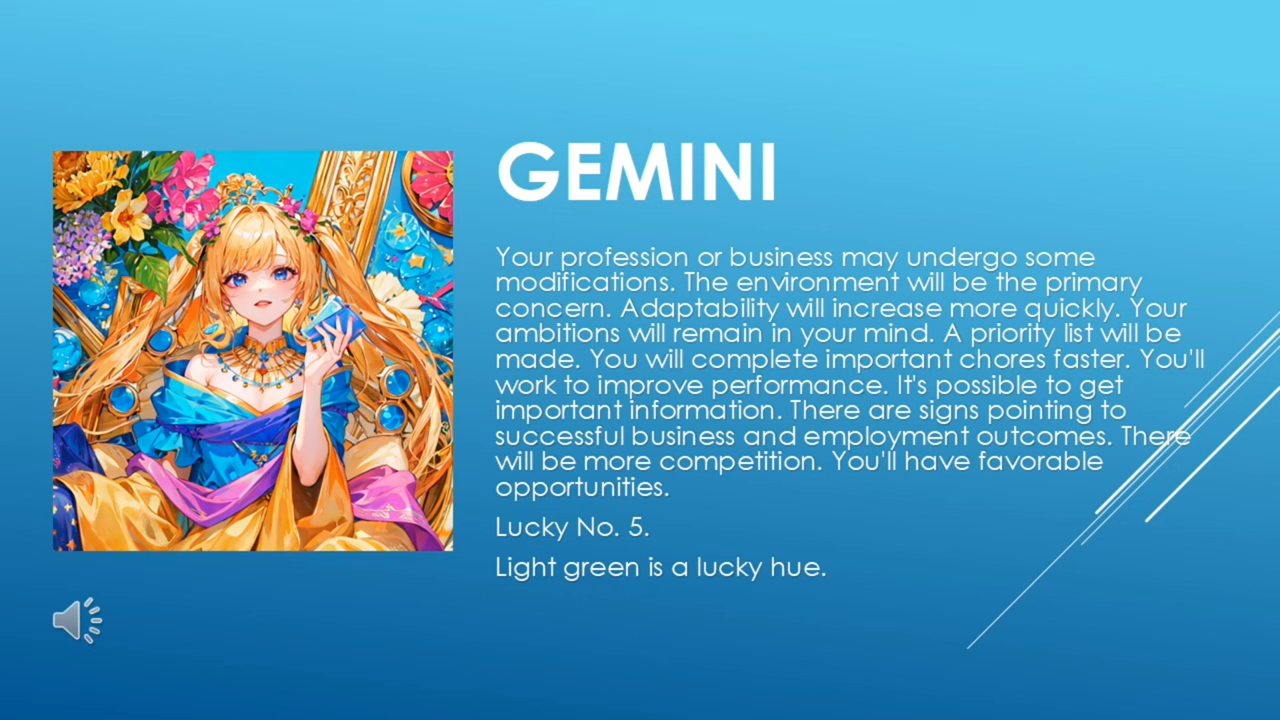 GEMINI
Your profession or business may undergo some
modifications. The environment will be the primary
concern. Adaptability will increase more quickly. Your
ambitions will remain in your mind. A priority list will be
made. You will complete important chores faster. You'll
work to improve performance. It's possible to get
important information. There are signs pointing to
successful business and employment outcomes. There
will be more competition. You'll have favorable
opportunities.
Lucky No. 5.
Light green is a lucky hue.